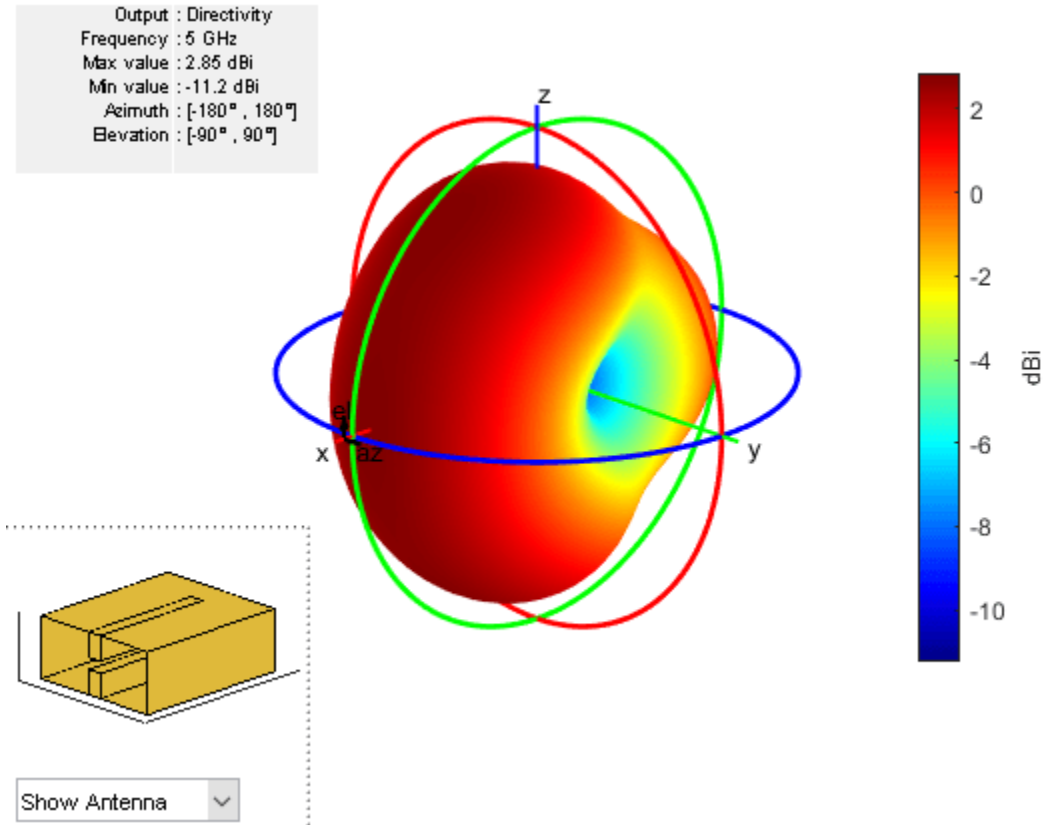 Output : Directivity
Frequency : 5 GHz
Max value : 2.85 dBi
Min value : -11.2 dBi
Azimuth : [-180° , 180°]
Elevation : [-90° , 90°]
z
x
el
az
y
2
0
-2
-4
-6
-8
-10
dBi
Show Antenna